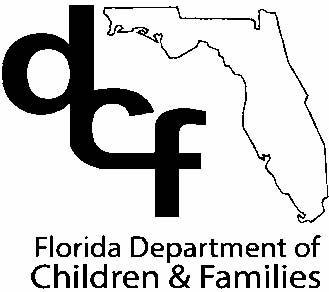 dcf
Florida Department of
Children & Families